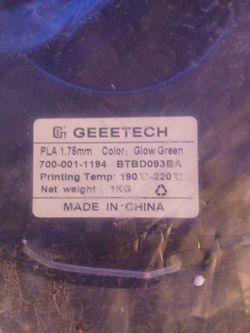 GEEETECH
PLA 1.75mm Color: Glow Green
700-001-1194 BTBD093BA
Printing Temp: 190℃-220℃
Net weight: 1KG
MADE IN CHINA